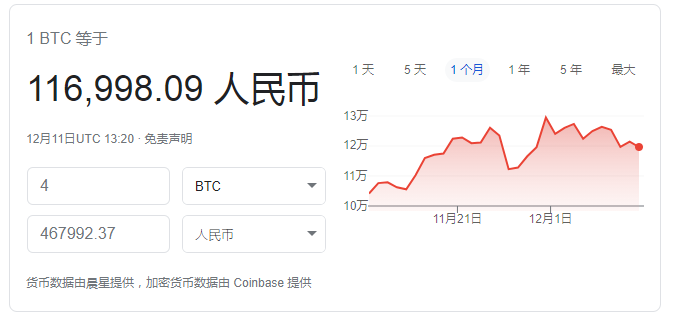 1 BTC 等于
116,998.09 人民币
12月11日UTC 13:20 · 免责声明
4 BTC
467992.37 人民币
1 天 5 天 1 个月 1 年 5 年 最大
13万
12万
11万
10万
11月21日 12月1日
货币数据由晨星提供，加密货币数据由 Coinbase 提供